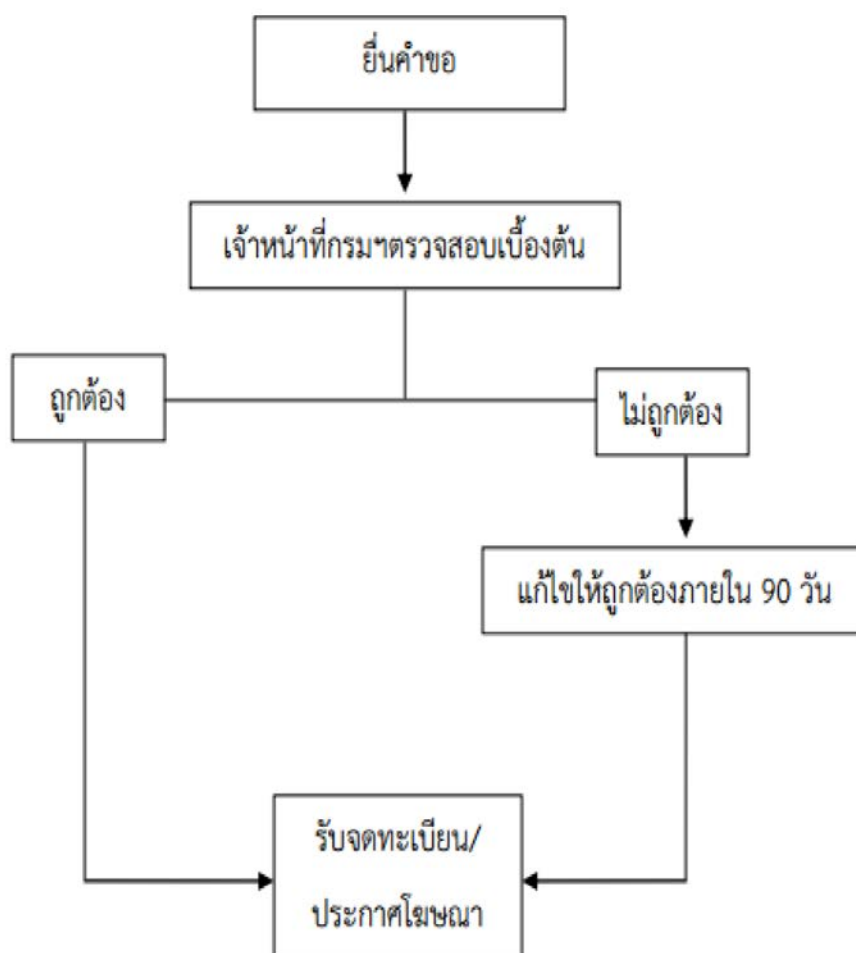 ยื่นคำขอ
เจ้าหน้าที่กรมฯตรวจสอบเบื้องต้น
ถูกต้อง
ไม่ถูกต้อง
แก้ไขให้ถูกต้องภายใน 90 วัน
รับจดทะเบียน/
ประกาศโฆษณา